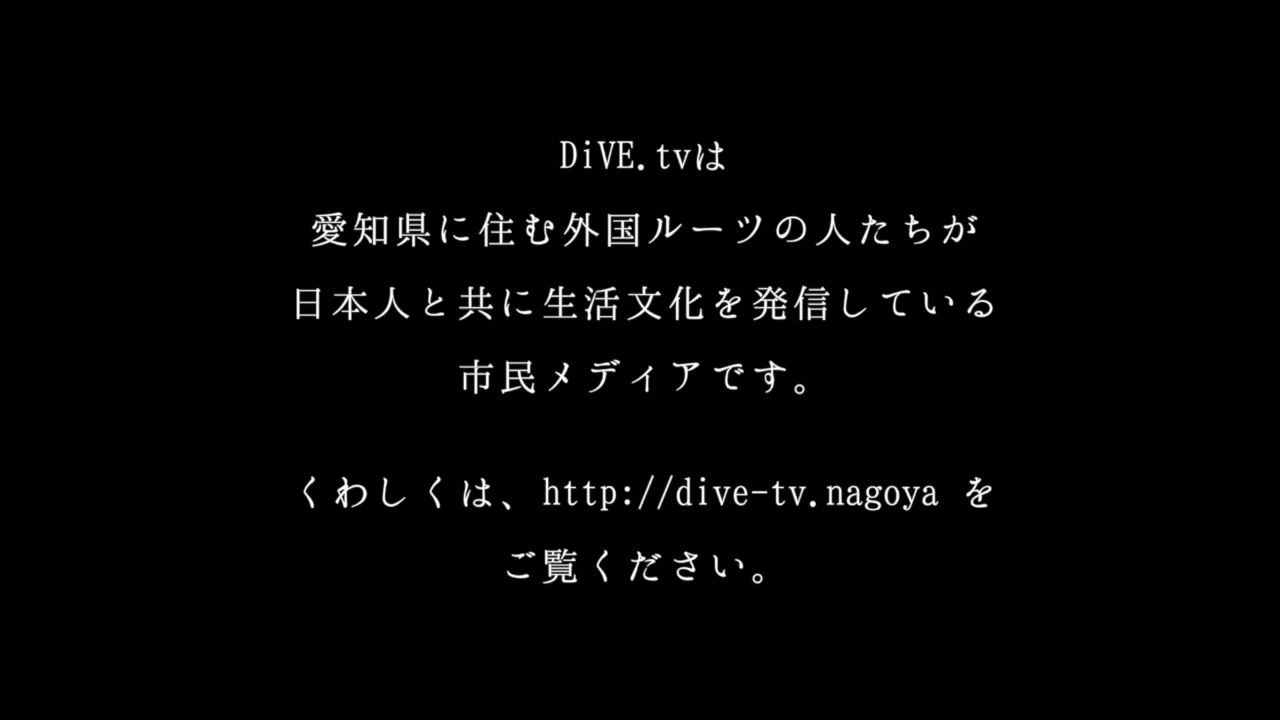 DiVE.tvは
愛知県に住む外国ルーツの人たちが
日本人と共に生活文化を発信している
市民メディアです。
くわしくは、http://dive-tv.nagoya を
ご覧ください。